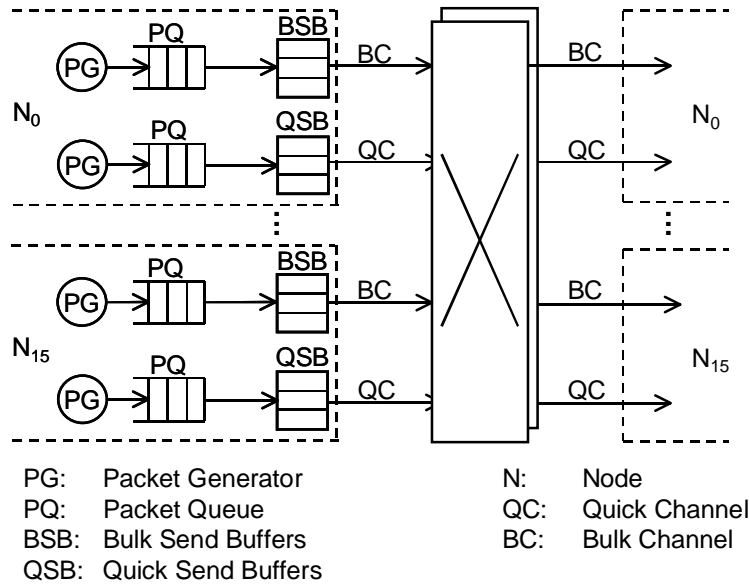 PQ BSB
PG BC BC
N0 N0
PQ QSB
PG QC QC
⋮ ⋮
PQ BSB
PG BC BC
N15 N15
PQ QSB
PG QC QC
PG: Packet Generator N: Node
PQ: Packet Queue QC: Quick Channel
BSB: Bulk Send Buffers BC: Bulk Channel
QSB: Quick Send Buffers